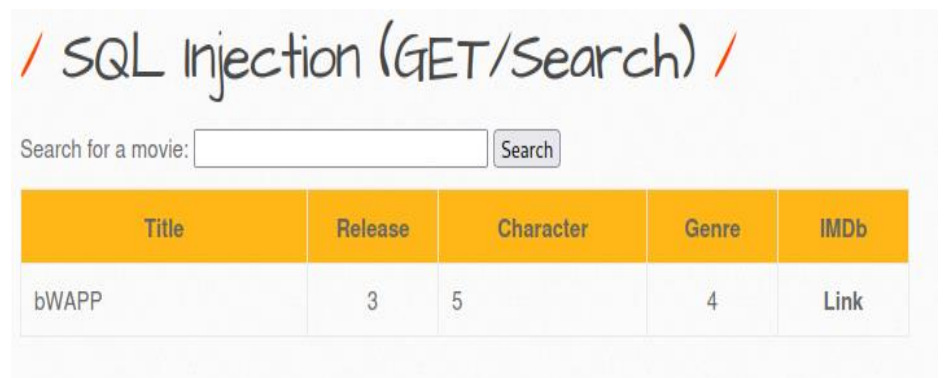 / SQL Injection (GET/Search) /
Search for a movie: Search
Title Release Character Genre IMDb
bWAPP 3 5 4 Link